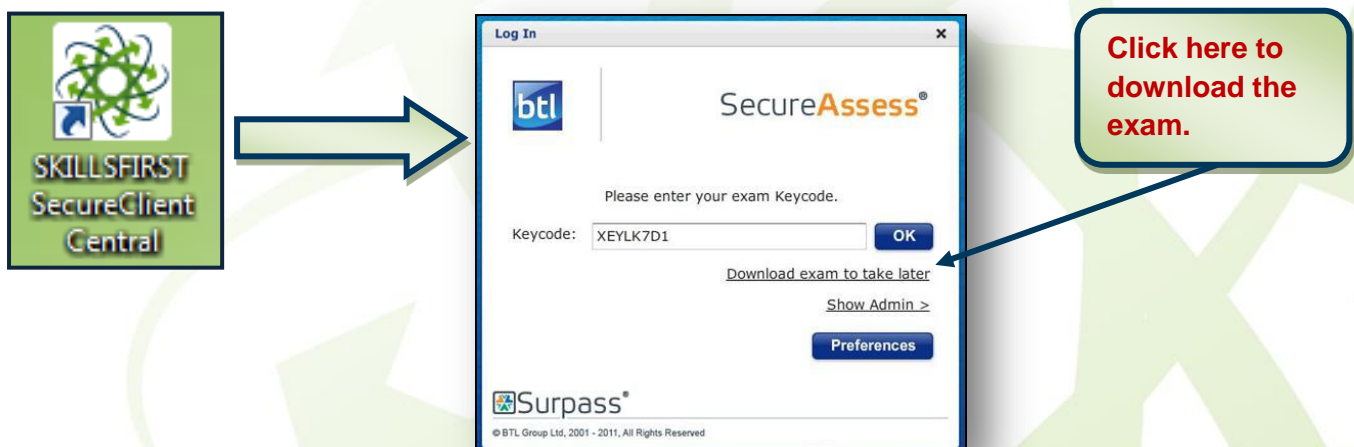 SKILLSFIRST
SecureClient
Central
Log In
x
btl
SecureAssess®
Please enter your exam Keycode.
Keycode: XEYLK7D1 OK
Download exam to take later
Show Admin >
Preferences
Surpass®
© BTL Group Ltd, 2001 - 2011, All Rights Reserved
Click here to
download the
exam.